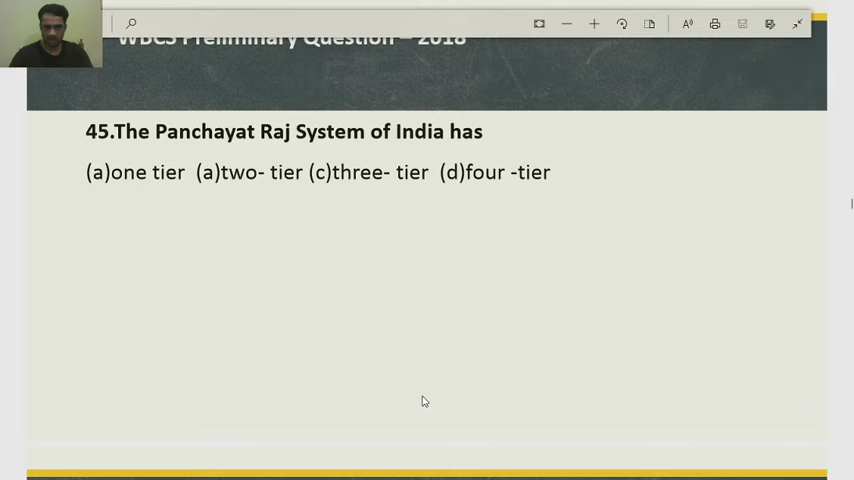 WBCS Preliminary Question – 2018
45.The Panchayat Raj System of India has
(a)one tier (a)two- tier (c)three- tier (d)four -tier